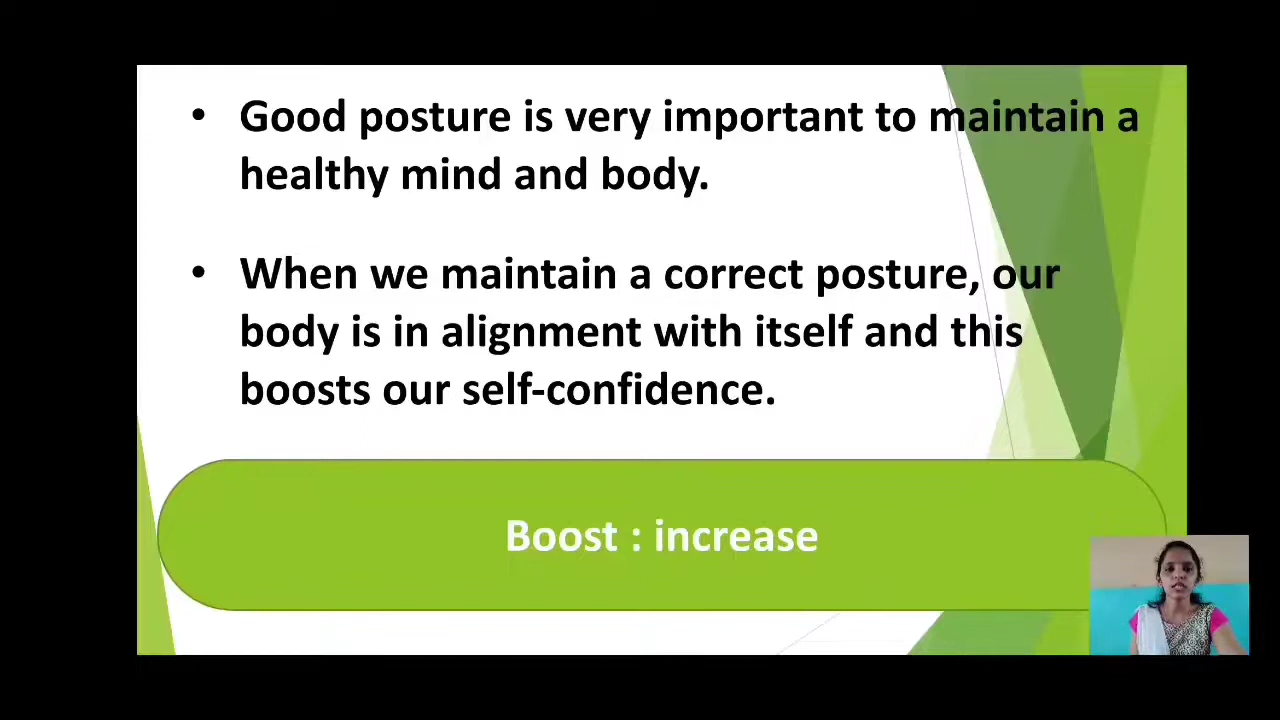 • Good posture is very important to maintain a
healthy mind and body.
• When we maintain a correct posture, our
body is in alignment with itself and this
boosts our self-confidence.
Boost : increase